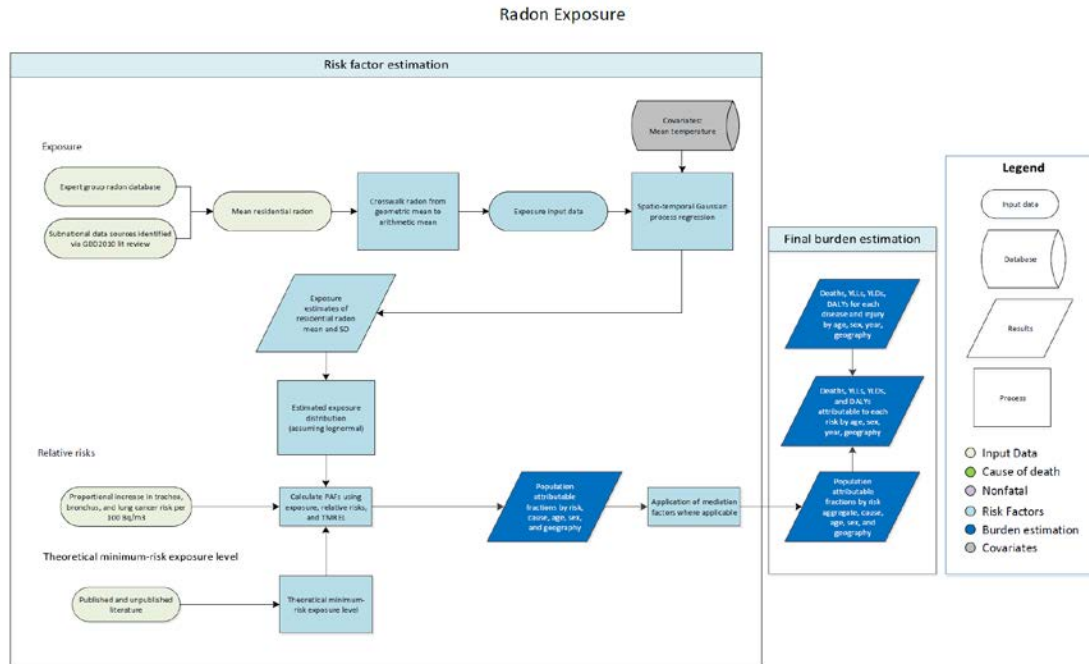 Radon Exposure
Risk factor estimation
Covariates:
Mean temperature
Exposure
Expert group radon database
Subnational data sources identified
via GBD2010 lit review
Mean residential radon
Crosswalk radon from
geometric mean to
arithmetic mean
Exposure input data
Spatio-temporal Gaussian
process regression
Exposure
estimates of
residential radon
mean and SD
Estimated exposure
distribution
(assuming lognormal)
Relative risks
Proportional increase in trachea,
bronchus, and lung cancer risk per
100 Bq/m3
Calculate PAFs using
exposure, relative risks,
and TMREL
Population
attributable
fractions by risk,
cause, age, sex,
and geography
Application of mediation
factors where applicable
Theoretical minimum-risk exposure level
Published and unpublished
literature
Theoretical minimum-
risk exposure level
Final burden estimation
Deaths, YLLs, YLDs,
DALYs for each
disease and injury
by age, sex, year,
geography
Deaths, YLLs, YLDs,
and DALYs
attributable to each
risk by age, sex,
year, geography
Population
attributable
fractions by risk
aggregate, cause,
age, sex, and
geography
Legend
Input data
Database
Results
Process
Input Data
Cause of death
Nonfatal
Risk Factors
Burden estimation
Covariates